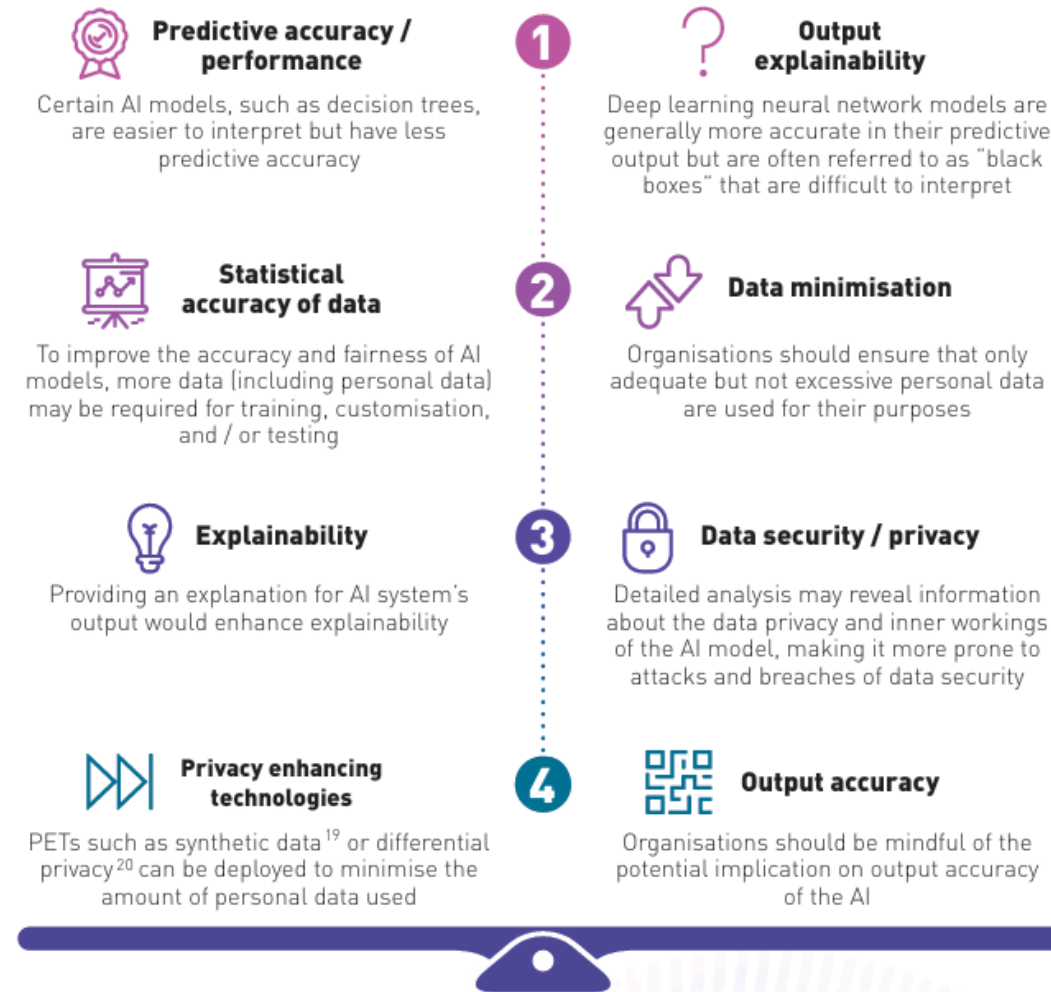 Predictive accuracy /
performance
Certain AI models, such as decision trees,
are easier to interpret but have less
predictive accuracy
1
Output
explainability
Deep learning neural network models are
generally more accurate in their predictive
output but are often referred to as “black
boxes” that are difficult to interpret
Statistical
accuracy of data
To improve the accuracy and fairness of AI
models, more data (including personal data)
may be required for training, customisation,
and / or testing
2
Data minimisation
Organisations should ensure that only
adequate but not excessive personal data
are used for their purposes
Explainability
Providing an explanation for AI system’s
output would enhance explainability
3
Data security / privacy
Detailed analysis may reveal information
about the data privacy and inner workings
of the AI model, making it more prone to
attacks and breaches of data security
Privacy enhancing
technologies
PETs such as synthetic data 19 or differential
privacy 20 can be deployed to minimise the
amount of personal data used
4
Output accuracy
Organisations should be mindful of the
potential implication on output accuracy
of the AI